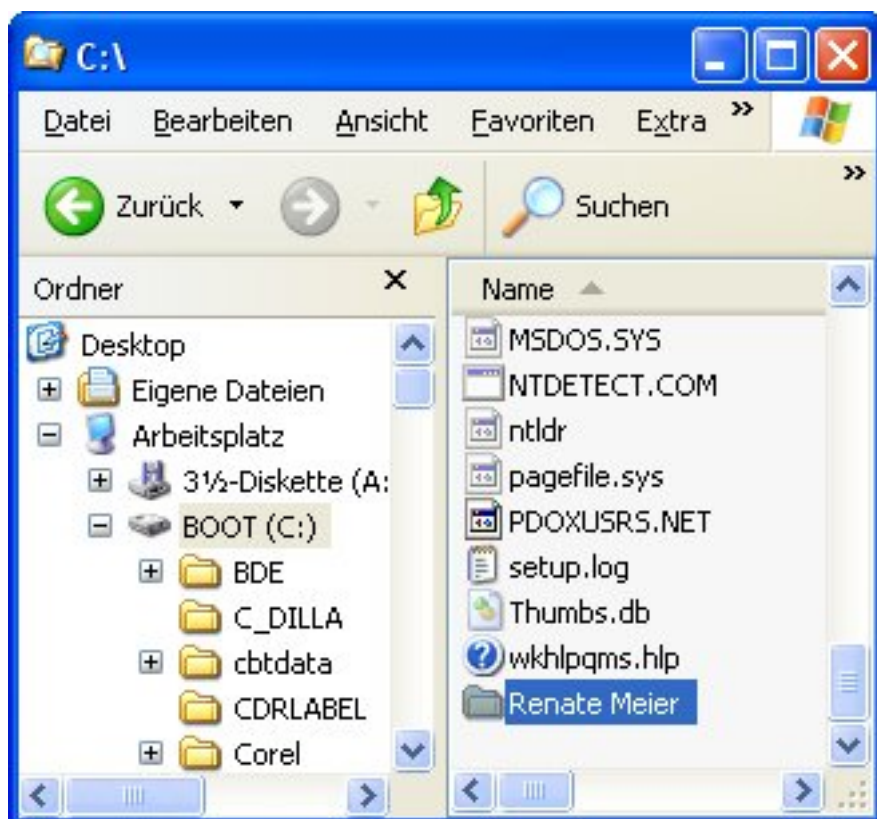 C:\
Datei Bearbeiten Ansicht Favoriten Extra »
Zurück Suchen »
Ordner X
Desktop
Eigene Dateien
Arbeitsplatz
3½-Diskette (A:
BOOT (C:)
BDE
C_DILLA
cbtdata
CDRLABEL
Corel
Name
MSDOS.SYS
NTDETECT.COM
ntldr
pagefile.sys
PDOXUSRS.NET
setup.log
Thumbs.db
wkhlpqms.hlp
Renate Meier